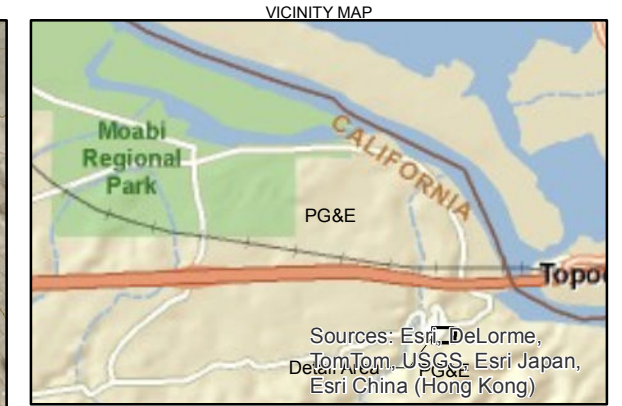 VICINITY MAP
Moabi
Regional
Park
CALIFORNIA
PG&E
Topo
Sources: Esri, DeLorme,
TomTom, USGS, Esri Japan,
Esri China (Hong Kong)
Detail Area
PG&E